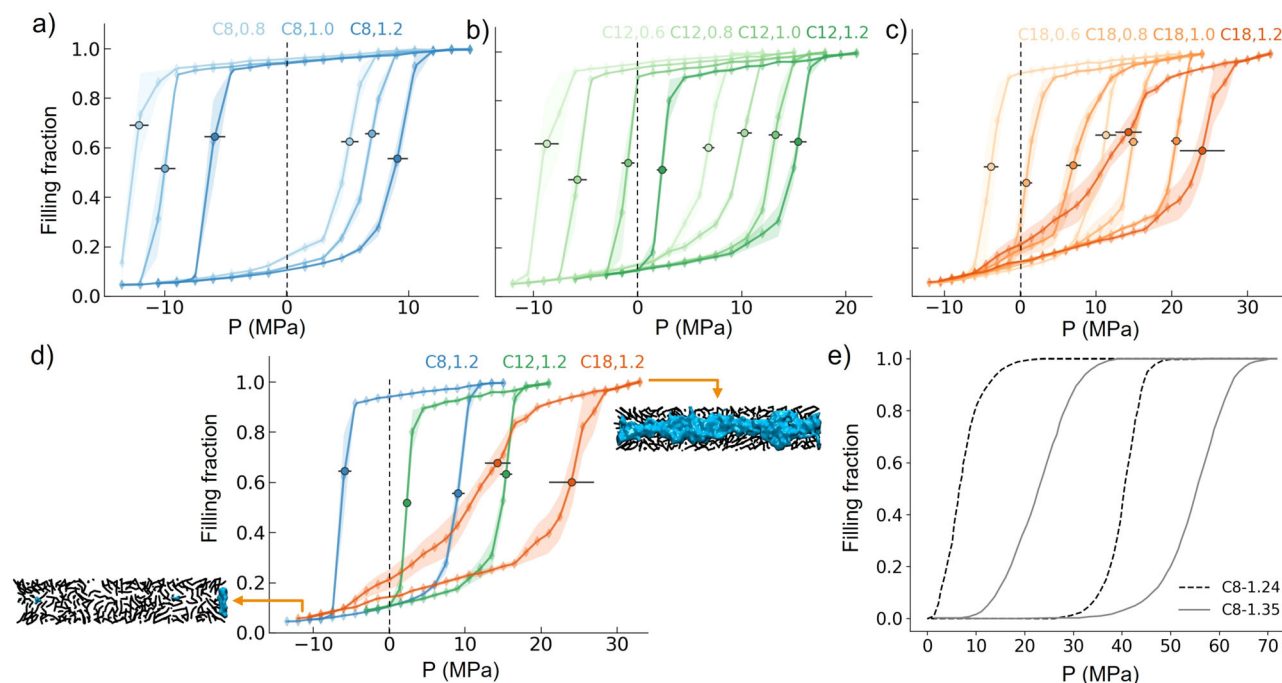 a)
C8,0.8 C8,1.0 C8,1.2
Filling fraction
1.0
0.8
0.6
0.4
0.2
0.0
−10 0 10
P (MPa)
b)
C12,0.6 C12,0.8 C12,1.0 C12,1.2
−10 0 10 20
P (MPa)
c)
C18,0.6 C18,0.8 C18,1.0 C18,1.2
−10 0 10 20 30
P (MPa)
d)
C8,1.2 C12,1.2 C18,1.2
Filling fraction
1.0
0.8
0.6
0.4
0.2
0.0
−10 0 10 20 30
P (MPa)
e)
Filling fraction
1.0
0.8
0.6
0.4
0.2
0.0
C8-1.24
C8-1.35
0 10 20 30 40 50 60 70
P (MPa)